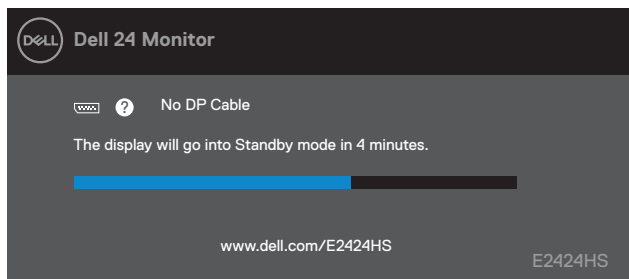 DELL Dell 24 Monitor
? No DP Cable
The display will go into Standby mode in 4 minutes.
www.dell.com/E2424HS
E2424HS